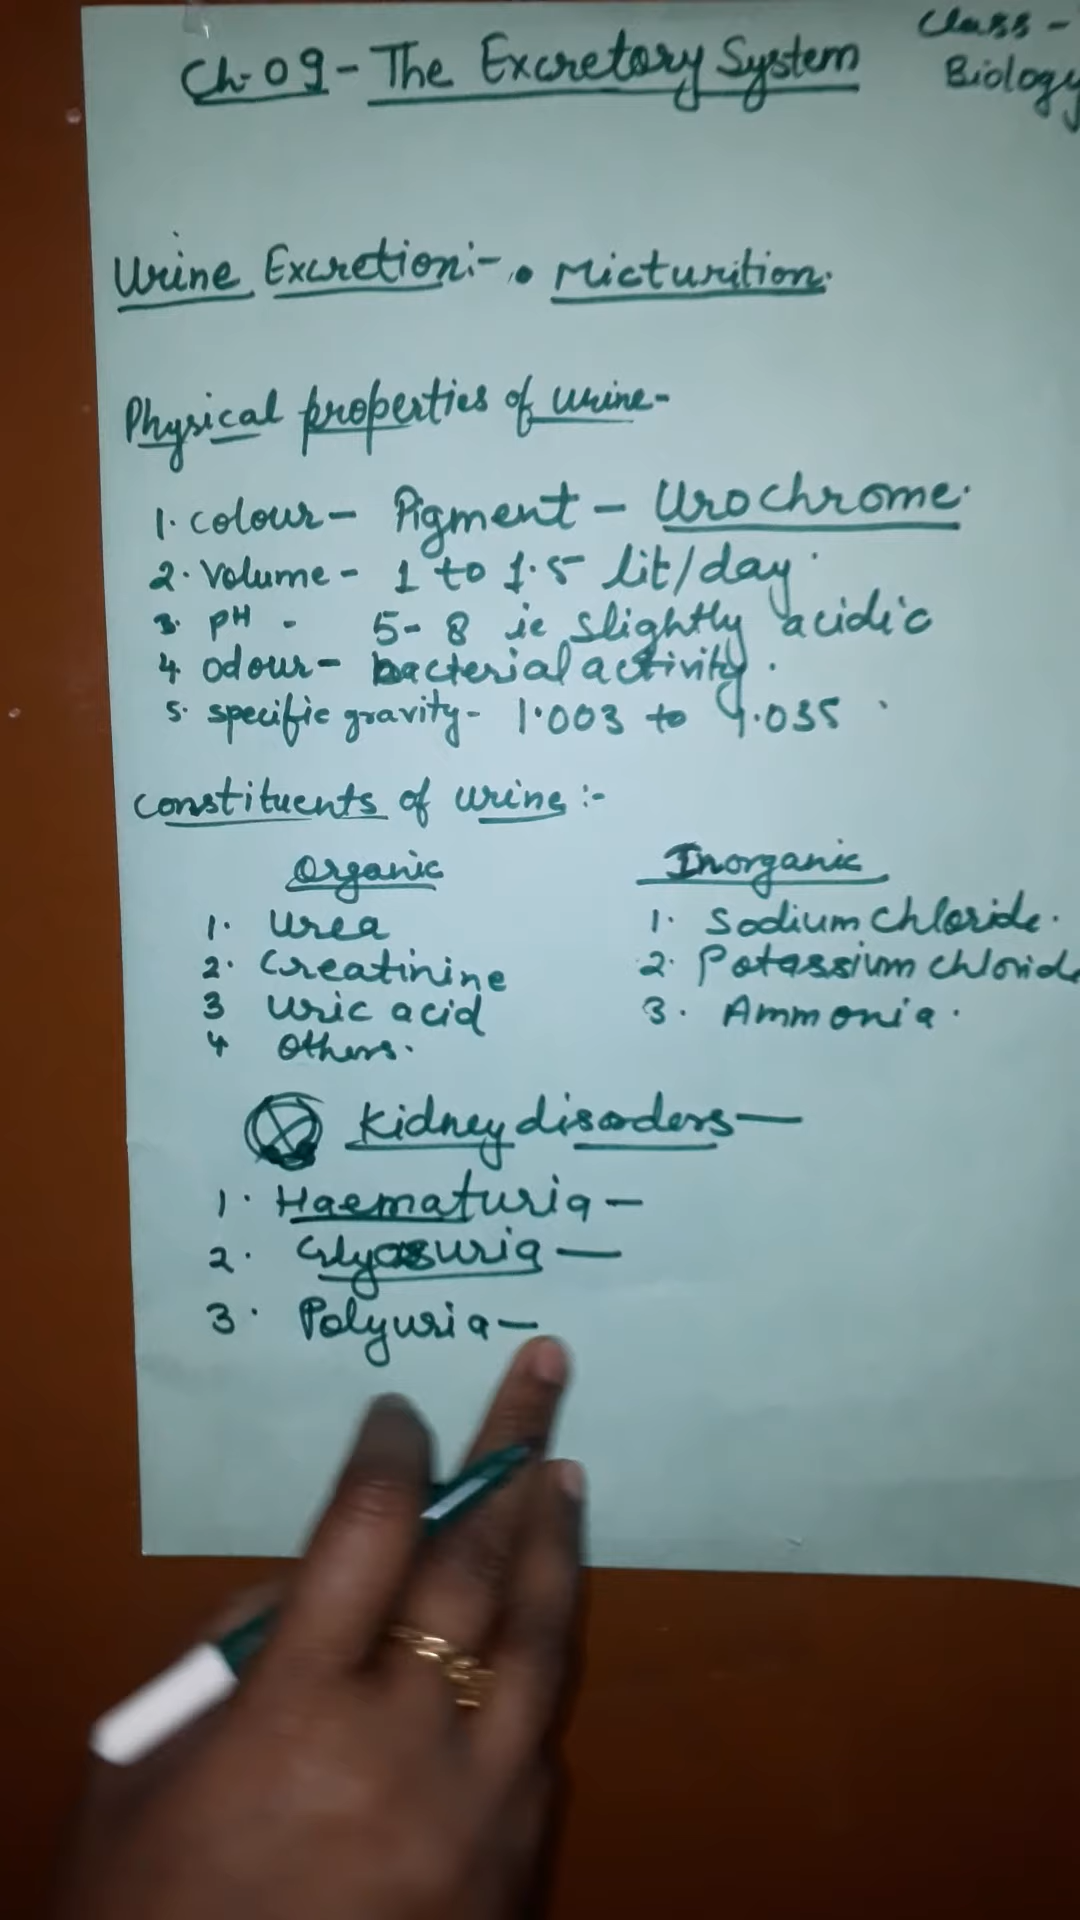 Ch-09 - The Excretory System
Class -
Biology
Urine Excretion:- • Micturition.
Physical properties of urine-
1. colour - Pigment - Urochrome.
2. Volume - 1 to 1.5 lit/day.
3. pH - 5-8 ie slightly acidic
4. odour - bacterial activity.
5. specific gravity - 1.003 to 1.035.
constituents of urine :-
Organic Inorganic
1. Urea 1. Sodium chloride.
2. Creatinine 2. Potassium chloride
3 Uric acid 3. Ammonia.
4 Others.
Kidney disorders—
1. Haematuria —
2. Glyosuria —
3. Polyuria —